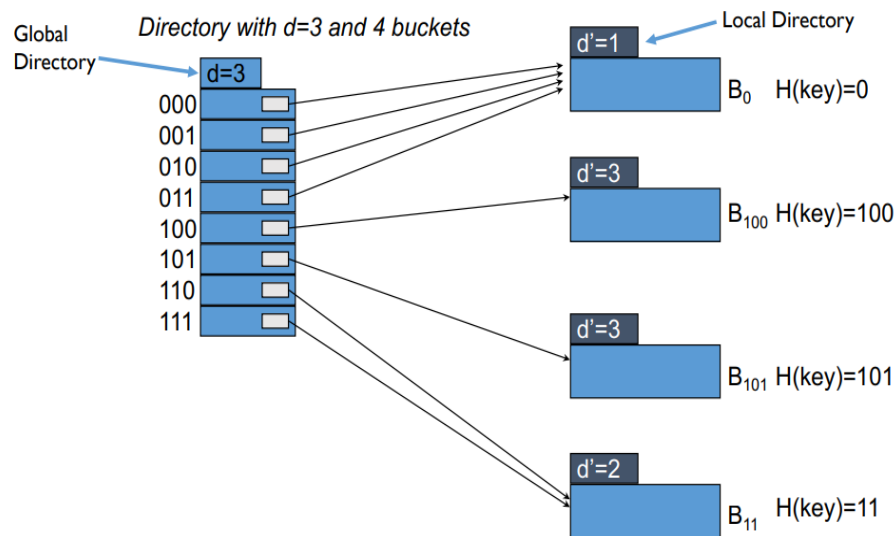 Directory with d=3 and 4 buckets
Global
Directory
Local Directory
d=3
000
001
010
011
100
101
110
111
d'=1
B0 H(key)=0
d'=3
B100 H(key)=100
d'=3
B101 H(key)=101
d'=2
B11 H(key)=11